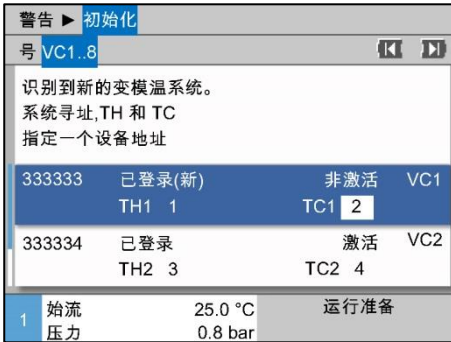 警告 ▶ 初始化
号 VC1..8
识别到新的变模温系统。
系统寻址,TH 和 TC
指定一个设备地址
333333 已登录(新) 非激活 VC1
TH1 1 TC1 2
333334 已登录 激活 VC2
TH2 3 TC2 4
1 始流 25.0 °C 运行准备
压力 0.8 bar